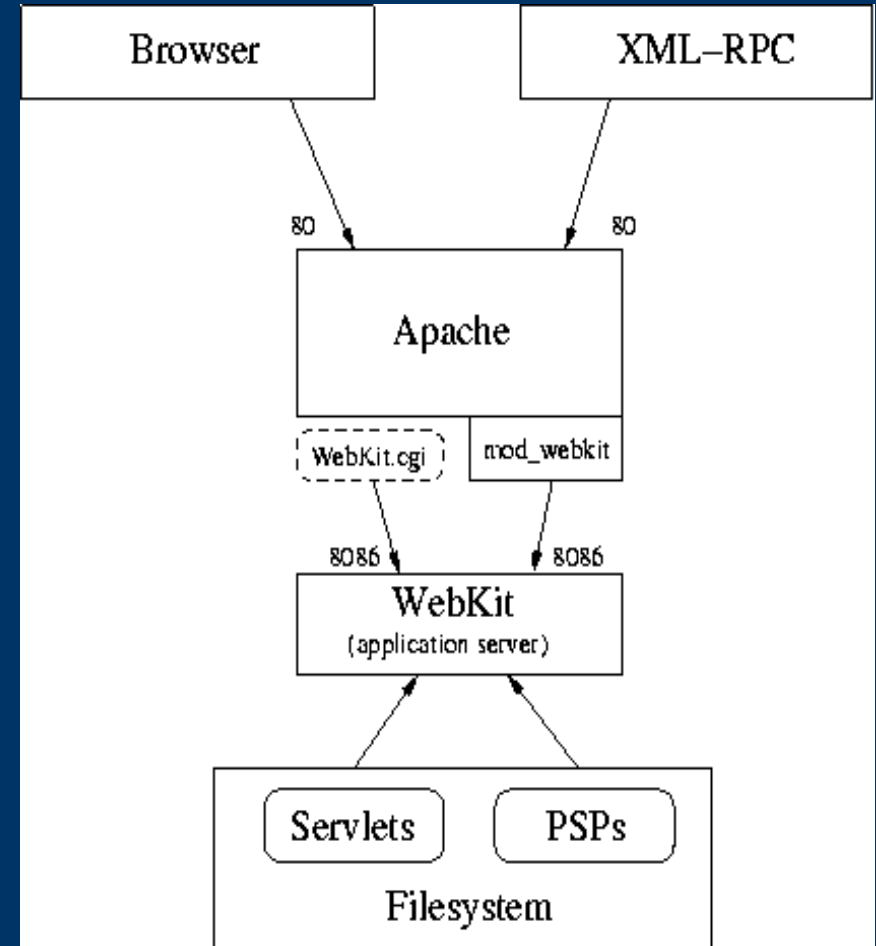 Browser
XML–RPC
80
80
Apache
WebKit.cgi
mod_webkit
8086
8086
WebKit
(application server)
Servlets
PSPs
Filesystem